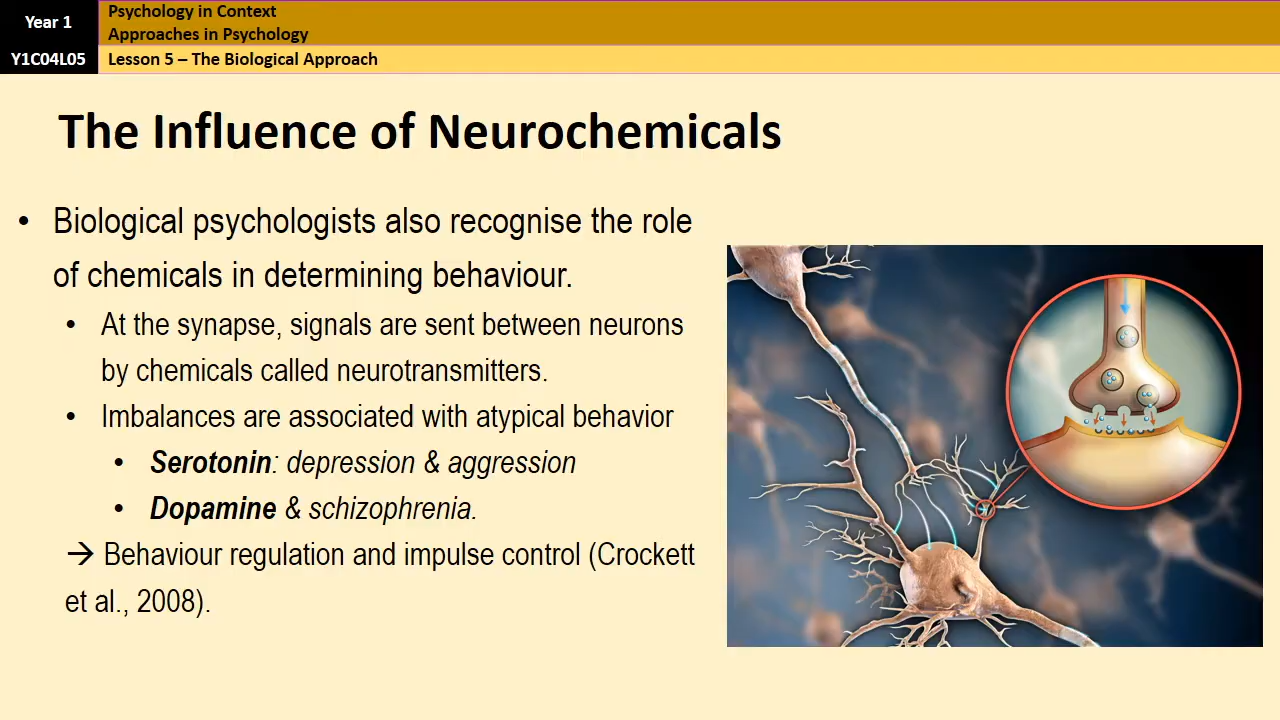 Year 1
Psychology in Context
Approaches in Psychology
Y1C04L05
Lesson 5 – The Biological Approach
The Influence of Neurochemicals
• Biological psychologists also recognise the role
of chemicals in determining behaviour.
• At the synapse, signals are sent between neurons
by chemicals called neurotransmitters.
• Imbalances are associated with atypical behavior
• Serotonin: depression & aggression
• Dopamine & schizophrenia.
→ Behaviour regulation and impulse control (Crockett
et al., 2008).